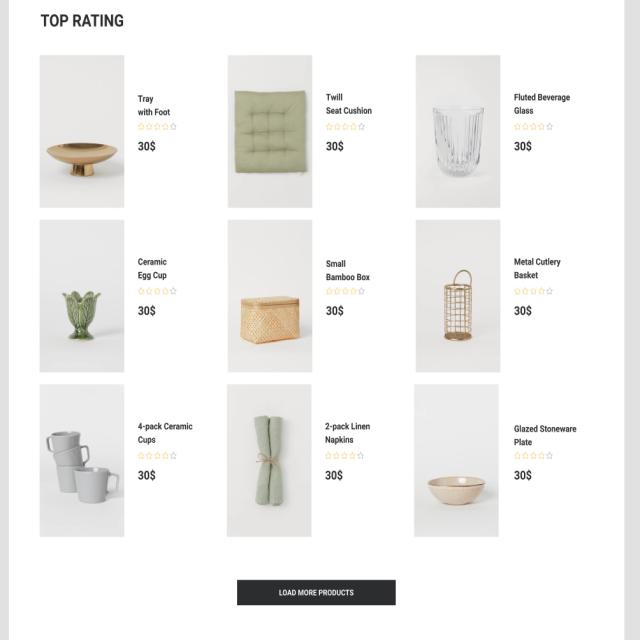 TOP RATING
Tray
with Foot
30$
Twill
Seat Cushion
30$
Fluted Beverage
Glass
30$
Ceramic
Egg Cup
30$
Small
Bamboo Box
30$
Metal Cutlery
Basket
30$
4-pack Ceramic
Cups
30$
2-pack Linen
Napkins
30$
Glazed Stoneware
Plate
30$
LOAD MORE PRODUCTS